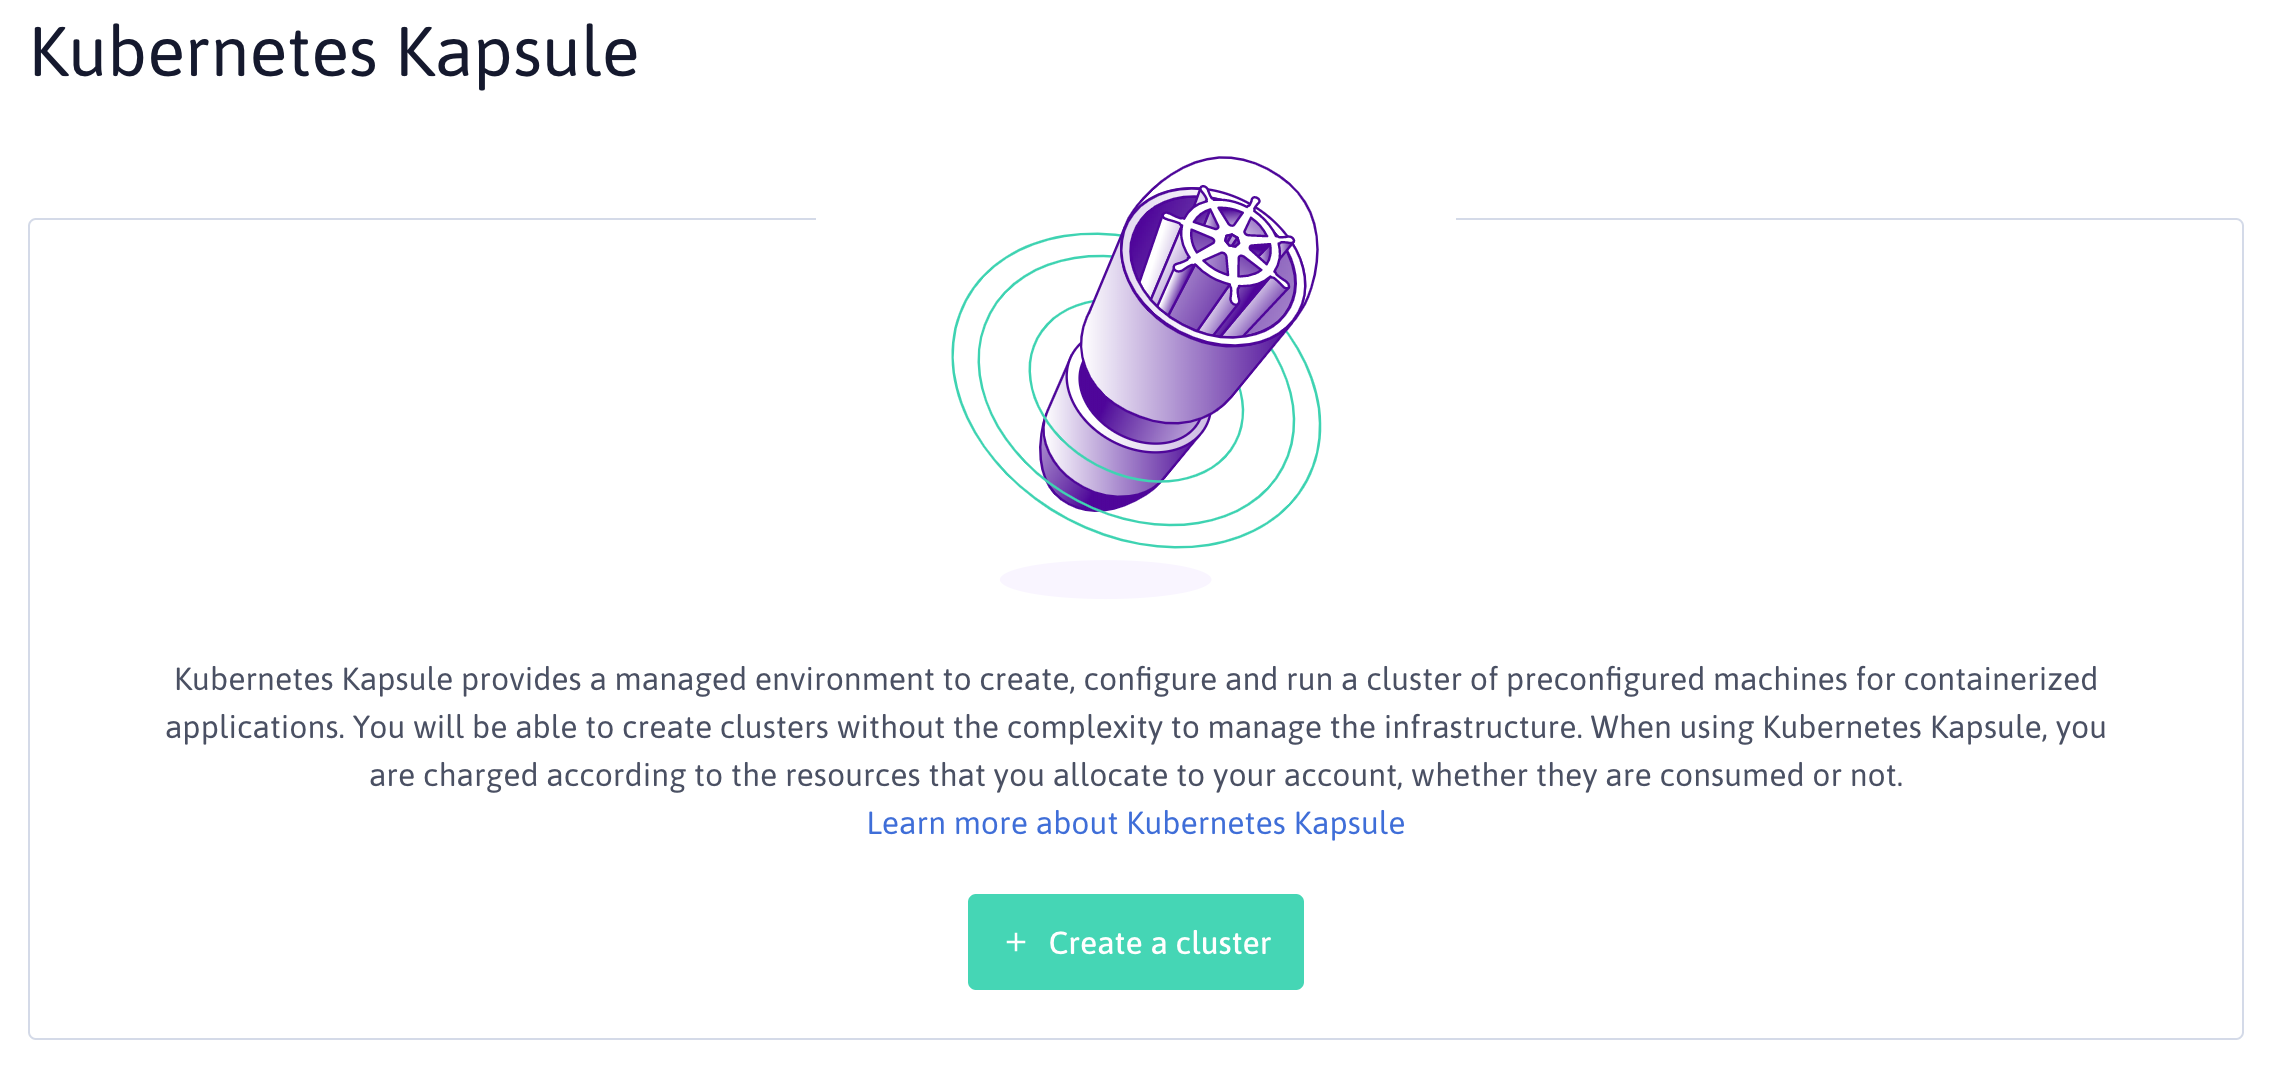 Kubernetes Kapsule
Kubernetes Kapsule provides a managed environment to create, configure and run a cluster of preconfigured machines for containerized
applications. You will be able to create clusters without the complexity to manage the infrastructure. When using Kubernetes Kapsule, you
are charged according to the resources that you allocate to your account, whether they are consumed or not.
Learn more about Kubernetes Kapsule
+ Create a cluster